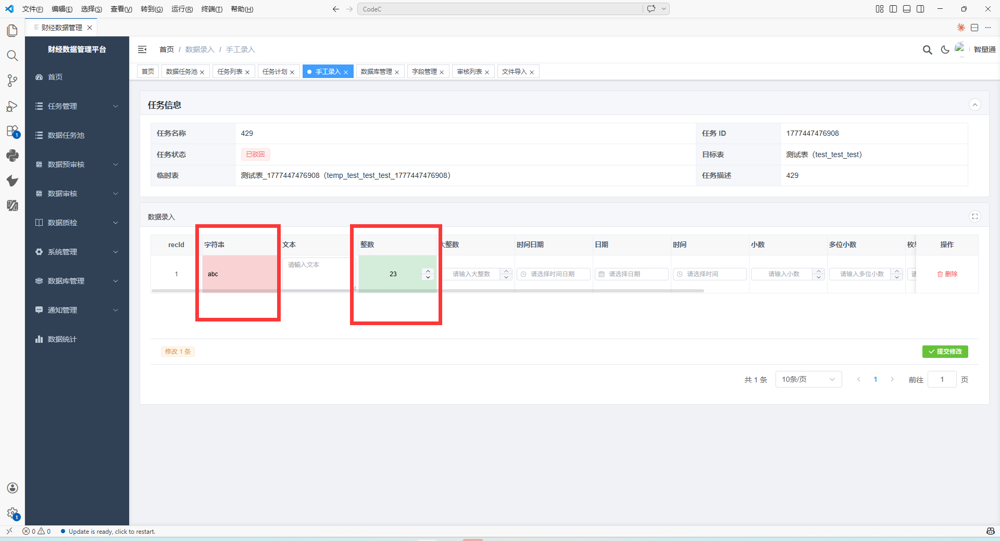 文件(F) 编辑(E) 选择(S) 查看(V) 转到(G) 运行(R) 终端(T) 帮助(H) CodeC
财经数据管理
财经数据管理平台
首页
任务管理
数据任务池
数据预审核
数据审核
数据质检
系统管理
数据库管理
通知管理
数据统计
1
1
首页 / 数据录入 / 手工录入
智量通
首页 数据任务池 任务列表 任务计划 手工录入 数据库管理 字段管理 审核列表 文件导入
任务信息
任务名称 429 任务 ID 1777447476908
任务状态 已驳回 目标表 测试表（test_test_test）
临时表 测试表_1777447476908（temp_test_test_test_1777447476908） 任务描述 429
数据录入
recId 字符串 文本 整数 大整数 时间日期 日期 时间 小数 多位小数 操作
1 abc 请输入文本 23 请输入大整数 请选择时间日期 请选择日期 请选择时间 请输入小数 请输入多位小数 请 删除
修改 1 条 提交修改
共 1 条 10条/页 1 前往 1 页
0 0 Update is ready, click to restart.